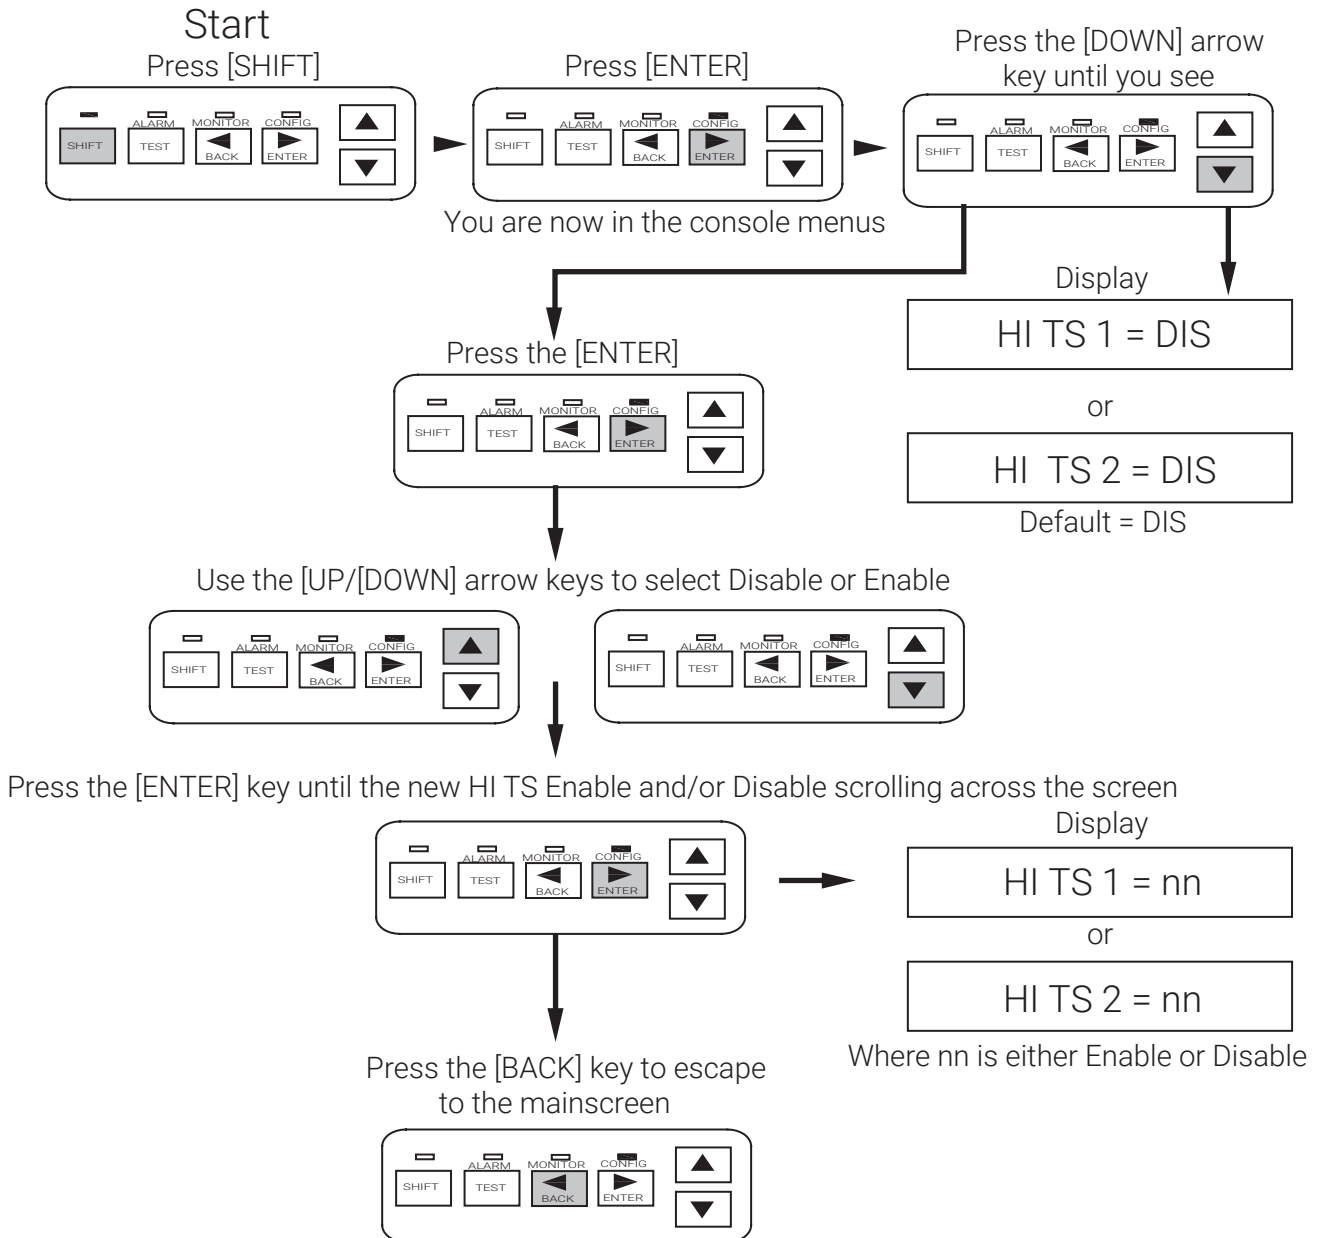 Start
Press [SHIFT]
SHIFT
ALARM
TEST
MONITOR
BACK
CONFIG
ENTER
Press [ENTER]
SHIFT
ALARM
TEST
MONITOR
BACK
CONFIG
ENTER
You are now in the console menus
Press the [DOWN] arrow
key until you see
SHIFT
ALARM
TEST
MONITOR
BACK
CONFIG
ENTER
Display
HI TS 1 = DIS
or
HI TS 2 = DIS
Default = DIS
Press the [ENTER]
SHIFT
ALARM
TEST
MONITOR
BACK
CONFIG
ENTER
Use the [UP/[DOWN] arrow keys to select Disable or Enable
SHIFT
ALARM
TEST
MONITOR
BACK
CONFIG
ENTER
SHIFT
ALARM
TEST
MONITOR
BACK
CONFIG
ENTER
Press the [ENTER] key until the new HI TS Enable and/or Disable scrolling across the screen
SHIFT
ALARM
TEST
MONITOR
BACK
CONFIG
ENTER
Display
HI TS 1 = nn
or
HI TS 2 = nn
Where nn is either Enable or Disable
Press the [BACK] key to escape
to the mainscreen
SHIFT
ALARM
TEST
MONITOR
BACK
CONFIG
ENTER